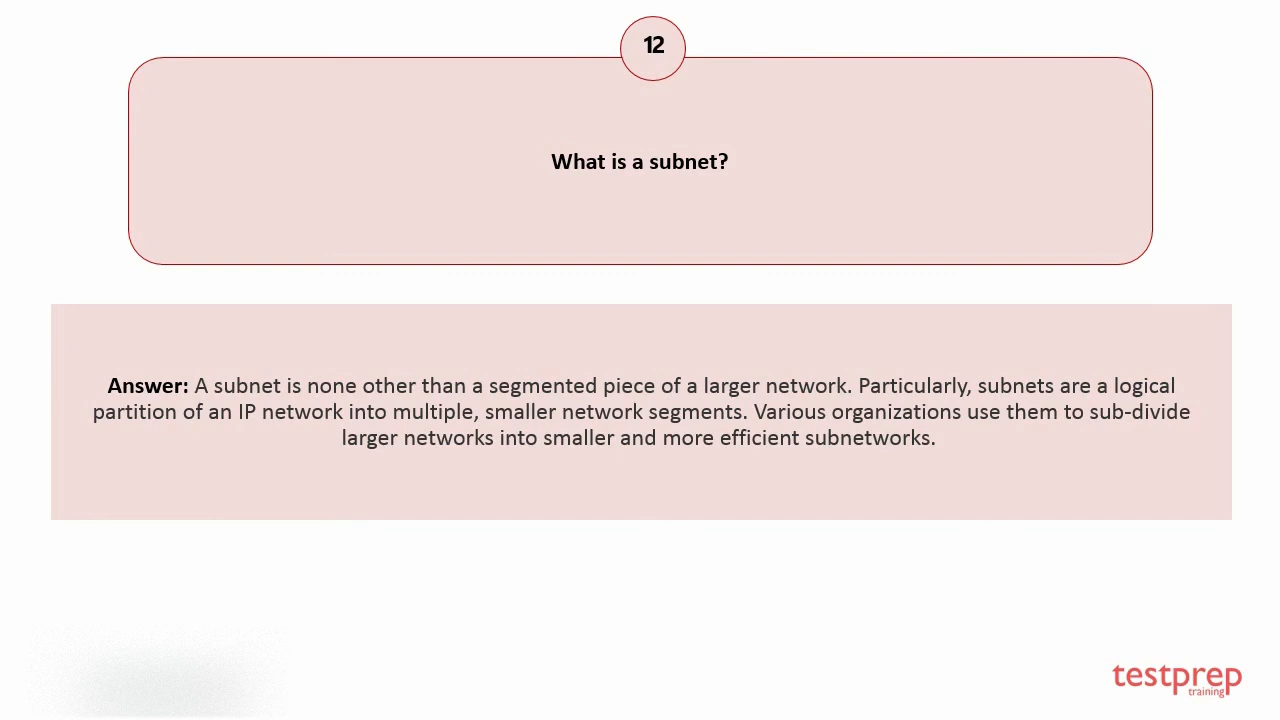 12
What is a subnet?
Answer: A subnet is none other than a segmented piece of a larger network. Particularly, subnets are a logical
partition of an IP network into multiple, smaller network segments. Various organizations use them to sub-divide
larger networks into smaller and more efficient subnetworks.
testprep
training